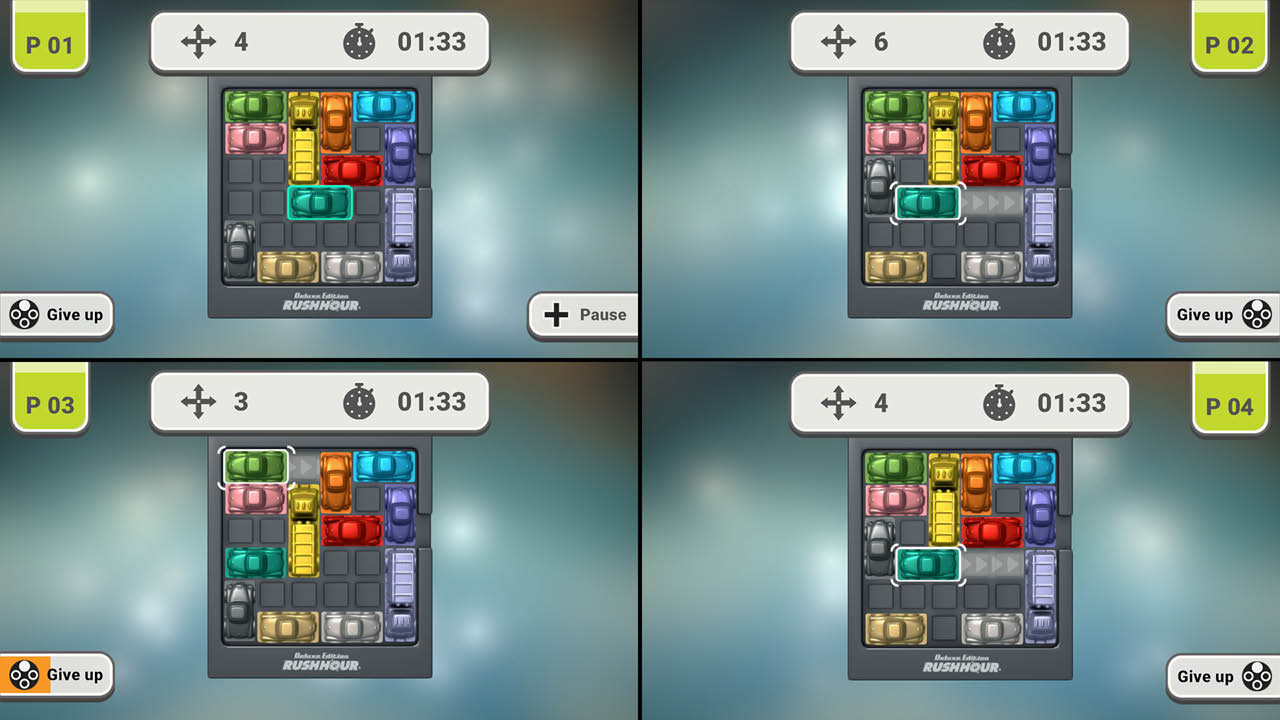 P 01
4
01:33
Deluxe Edition
RUSH HOUR
Give up
Pause
6
01:33
P 02
Deluxe Edition
RUSH HOUR
Give up
P 03
3
01:33
Deluxe Edition
RUSH HOUR
Give up
4
01:33
P 04
Deluxe Edition
RUSH HOUR
Give up